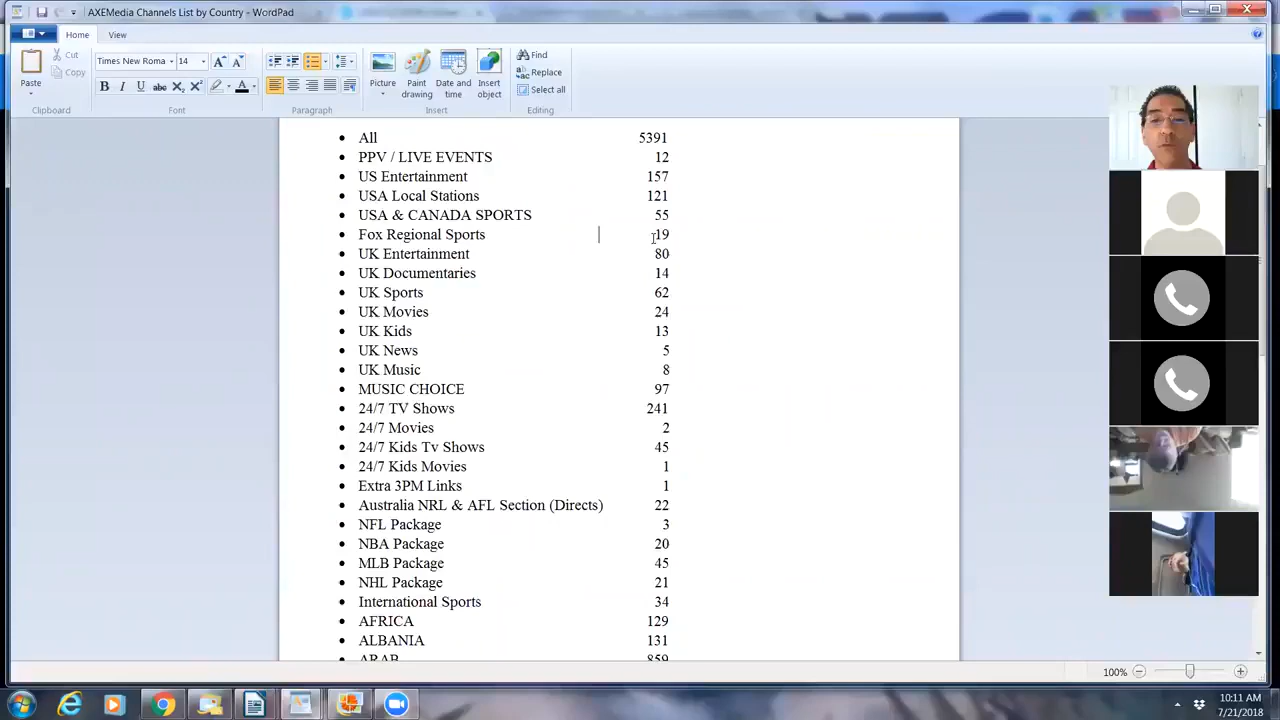 AXEMedia Channels List by Country - WordPad
Home View
Paste
Cut
Copy
Clipboard
Times New Roma 14
B I U abc X₂ X² A
Font
Paragraph
Picture
Paint drawing
Date and time
Insert object
Insert
Find
Replace
Select all
Editing
• All 5391
• PPV / LIVE EVENTS 12
• US Entertainment 157
• USA Local Stations 121
• USA & CANADA SPORTS 55
• Fox Regional Sports 19
• UK Entertainment 80
• UK Documentaries 14
• UK Sports 62
• UK Movies 24
• UK Kids 13
• UK News 5
• UK Music 8
• MUSIC CHOICE 97
• 24/7 TV Shows 241
• 24/7 Movies 2
• 24/7 Kids Tv Shows 45
• 24/7 Kids Movies 1
• Extra 3PM Links 1
• Australia NRL & AFL Section (Directs) 22
• NFL Package 3
• NBA Package 20
• MLB Package 45
• NHL Package 21
• International Sports 34
• AFRICA 129
• ALBANIA 131
• ARAB 859
100%
10:11 AM
7/21/2018